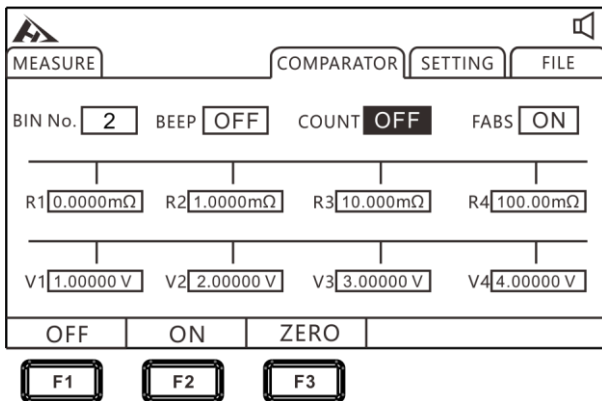 MEASURE COMPARATOR SETTING FILE
BIN No. 2 BEEP OFF COUNT OFF FABS ON
R1 0.0000mΩ R2 1.0000mΩ R3 10.000mΩ R4 100.00mΩ
V1 1.00000 V V2 2.00000 V V3 3.00000 V V4 4.00000 V
OFF ON ZERO
F1 F2 F3